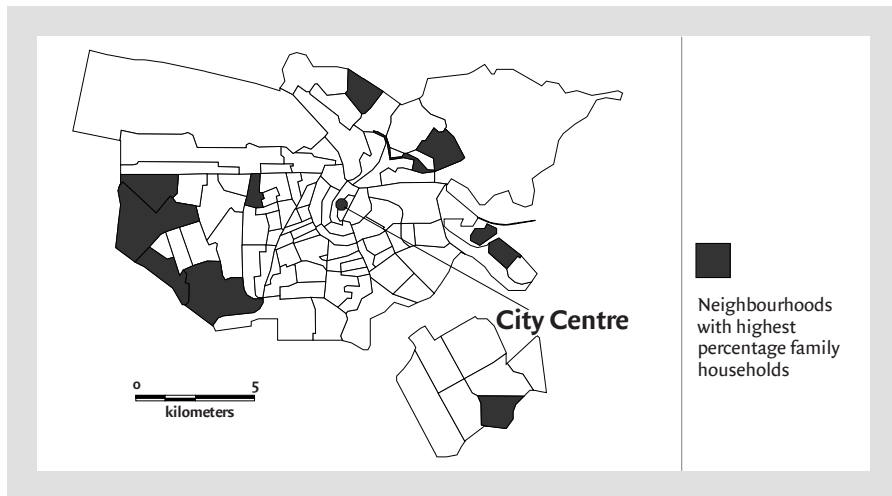 City Centre
0 5
kilometers
Neighbourhoods
with highest
percentage family
households